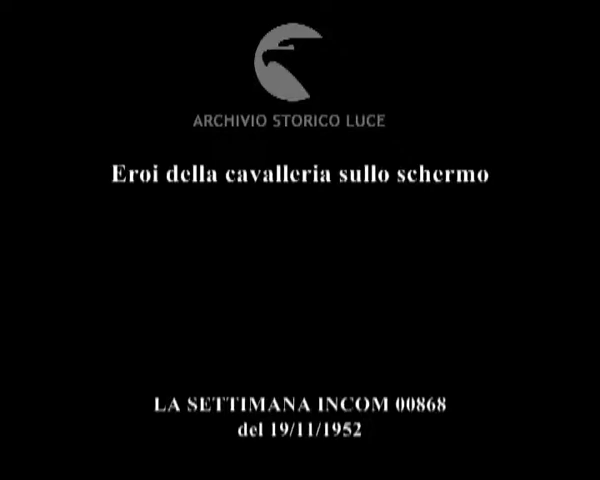 ARCHIVIO STORICO LUCE
Eroi della cavalleria sullo schermo
LA SETTIMANA INCOM 00868
del 19/11/1952